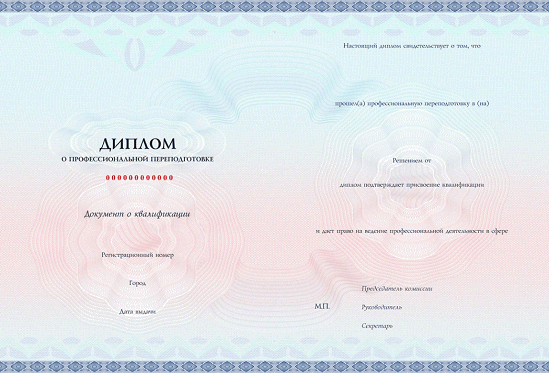 ДИПЛОМ
О ПРОФЕССИОНАЛЬНОЙ ПЕРЕПОДГОТОВКЕ
000000000000
Документ о квалификации
Регистрационный номер
Город
Дата выдачи
Настоящий диплом свидетельствует о том, что
прошел(а) профессиональную переподготовку в (на)
Решением от
диплом подтверждает присвоение квалификации
и дает право на ведение профессиональной деятельности в сфере
Председатель комиссии
М.П. Руководитель
Секретарь